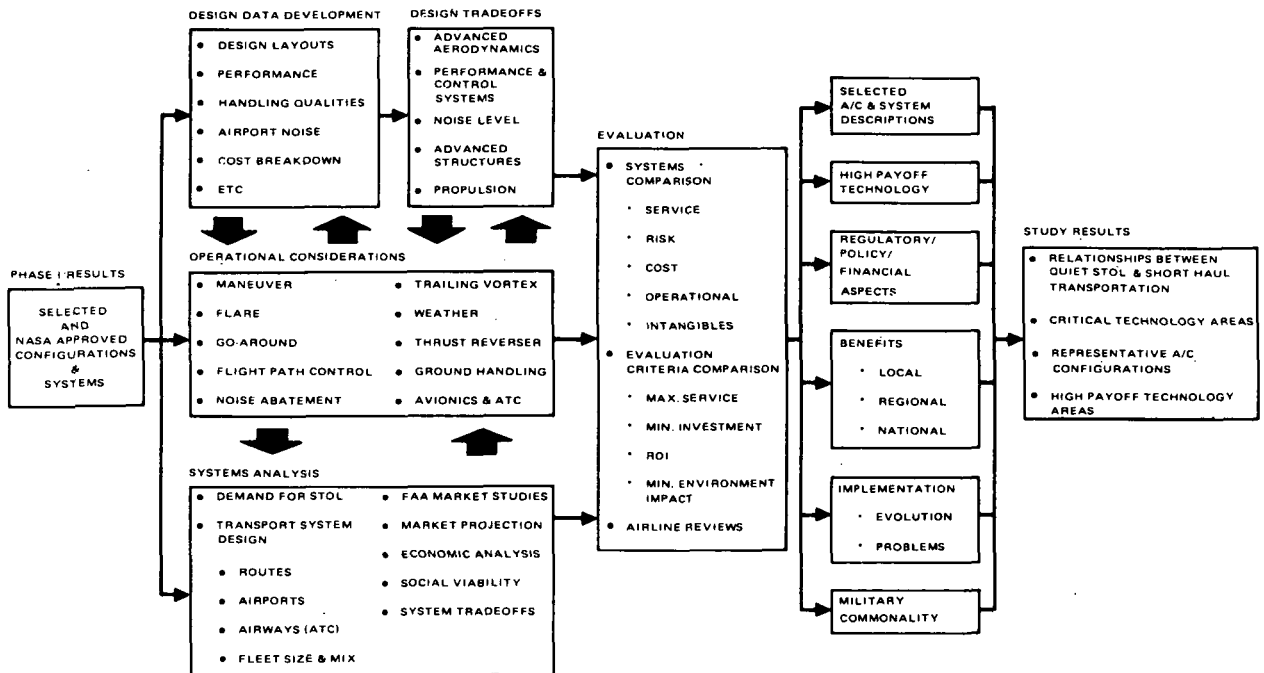 PHASE I RESULTS
SELECTED
AND
NASA APPROVED
CONFIGURATIONS
&
SYSTEMS
DESIGN DATA DEVELOPMENT
• DESIGN LAYOUTS
• PERFORMANCE
• HANDLING QUALITIES
• AIRPORT NOISE
• COST BREAKDOWN
• ETC
DESIGN TRADEOFFS
• ADVANCED
AERODYNAMICS
• PERFORMANCE &
CONTROL
SYSTEMS
• NOISE LEVEL
• ADVANCED
STRUCTURES
• PROPULSION
OPERATIONAL CONSIDERATIONS
• MANEUVER
• FLARE
• GO-AROUND
• FLIGHT PATH CONTROL
• NOISE ABATEMENT
• TRAILING VORTEX
• WEATHER
• THRUST REVERSER
• GROUND HANDLING
• AVIONICS & ATC
SYSTEMS ANALYSIS
• DEMAND FOR STOL
• TRANSPORT SYSTEM
DESIGN
• ROUTES
• AIRPORTS
• AIRWAYS (ATC)
• FLEET SIZE & MIX
• FAA MARKET STUDIES
• MARKET PROJECTION
• ECONOMIC ANALYSIS
• SOCIAL VIABILITY
• SYSTEM TRADEOFFS
EVALUATION
• SYSTEMS
COMPARISON
• SERVICE
• RISK
• COST
• OPERATIONAL
• INTANGIBLES
• EVALUATION
CRITERIA COMPARISON
• MAX. SERVICE
• MIN. INVESTMENT
• ROI
• MIN. ENVIRONMENT
IMPACT
• AIRLINE REVIEWS
SELECTED
A/C & SYSTEM
DESCRIPTIONS
HIGH PAYOFF
TECHNOLOGY
REGULATORY/
POLICY/
FINANCIAL
ASPECTS
BENEFITS
• LOCAL
• REGIONAL
• NATIONAL
IMPLEMENTATION
• EVOLUTION
• PROBLEMS
MILITARY
COMMONALITY
STUDY RESULTS
• RELATIONSHIPS BETWEEN
QUIET STOL & SHORT HAUL
TRANSPORTATION
• CRITICAL TECHNOLOGY AREAS
• REPRESENTATIVE A/C
CONFIGURATIONS
• HIGH PAYOFF TECHNOLOGY
AREAS